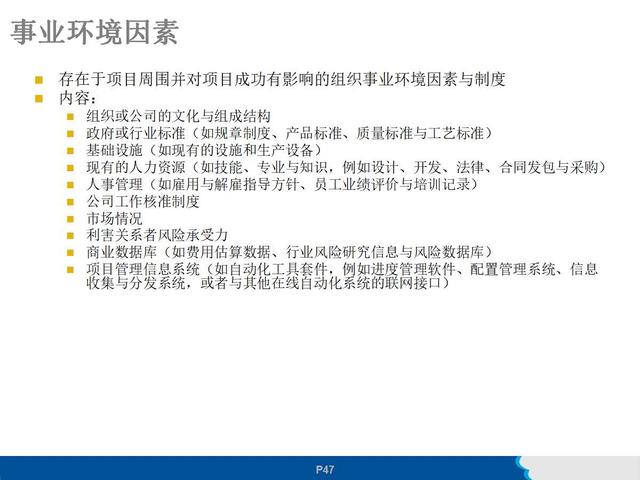 事业环境因素
存在于项目周围并对项目成功有影响的组织事业环境因素与制度
内容：
组织或公司的文化与组成结构
政府或行业标准（如规章制度、产品标准、质量标准与工艺标准）
基础设施（如现有的设施和生产设备）
现有的人力资源（如技能、专业与知识，例如设计、开发、法律、合同发包与采购）
人事管理（如雇用与解雇指导方针、员工业绩评价与培训记录）
公司工作核准制度
市场情况
利害关系者风险承受力
商业数据库（如费用估算数据、行业风险研究信息与风险数据库）
项目管理信息系统（如自动化工具套件，例如进度管理软件、配置管理系统、信息
收集与分发系统，或者与其他在线自动化系统的联网接口）
P47